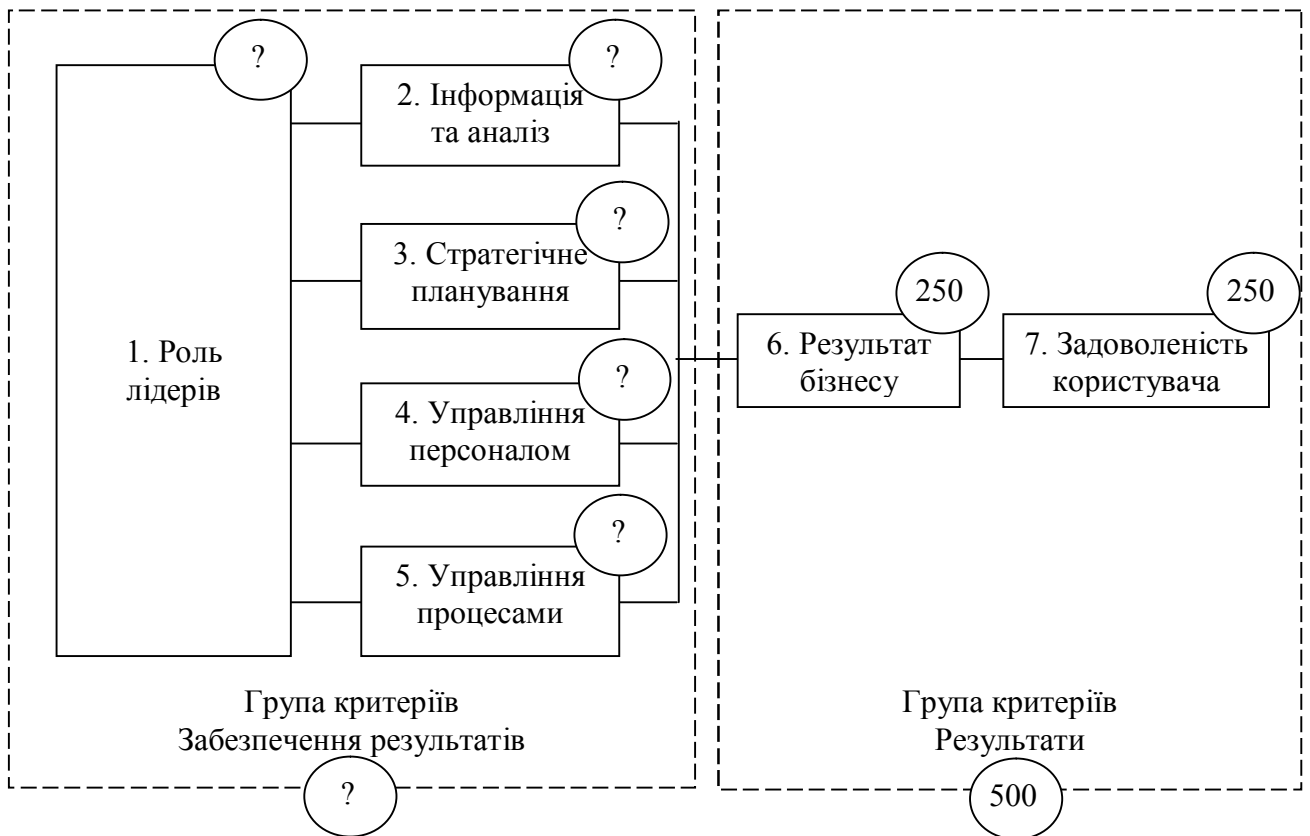 ?
1. Роль
лідерів
?
2. Інформація
та аналіз
?
3. Стратегічне
планування
?
4. Управління
персоналом
?
5. Управління
процесами
Група критеріїв
Забезпечення результатів
?
250
6. Результат
бізнесу
250
7. Задоволеність
користувача
Група критеріїв
Результати
500